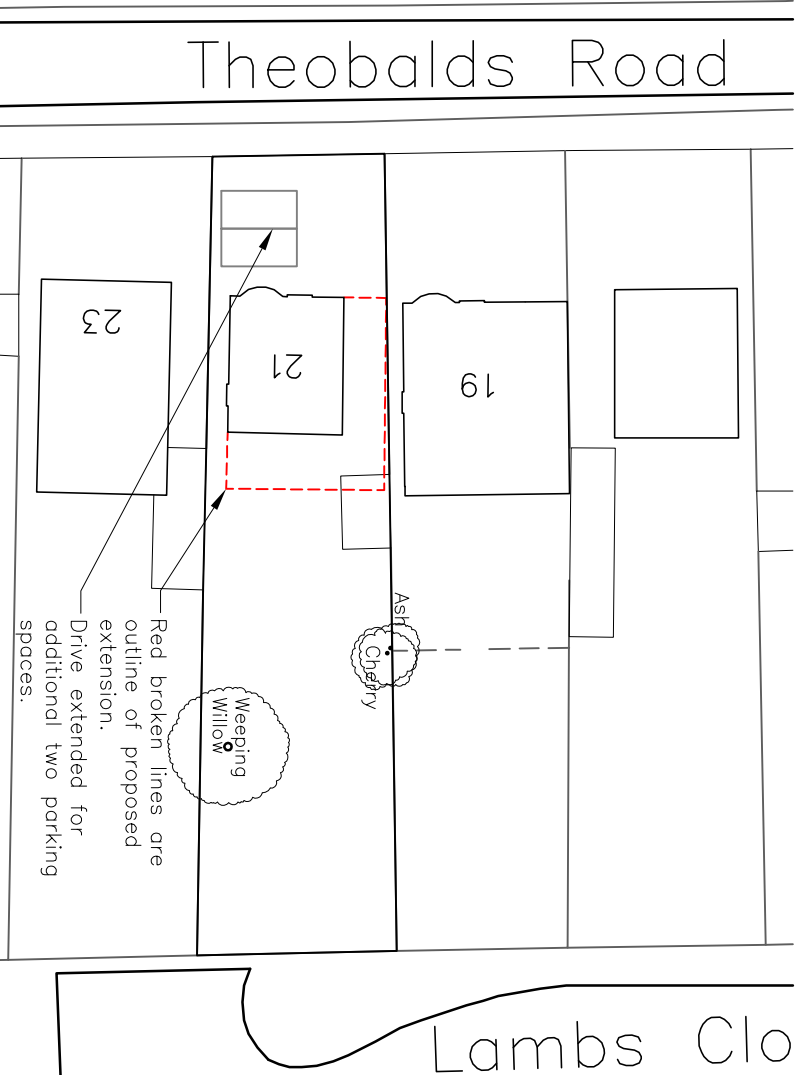 Theobalds Road
23
21
19
Ash
Cherry
Weeping
Willow
Red broken lines are
outline of proposed
extension.
Drive extended for
additional two parking
spaces.
Lambs Clo